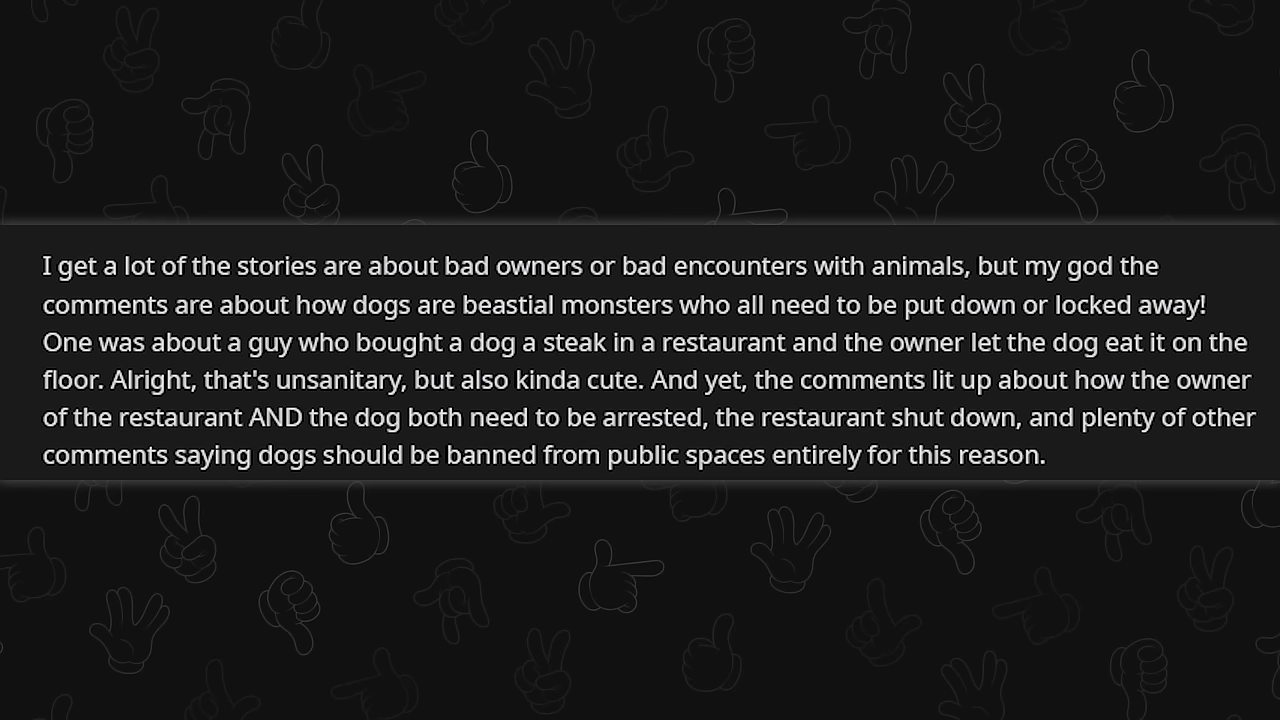 I get a lot of the stories are about bad owners or bad encounters with animals, but my god the
comments are about how dogs are beastial monsters who all need to be put down or locked away!
One was about a guy who bought a dog a steak in a restaurant and the owner let the dog eat it on the
floor. Alright, that's unsanitary, but also kinda cute. And yet, the comments lit up about how the owner
of the restaurant AND the dog both need to be arrested, the restaurant shut down, and plenty of other
comments saying dogs should be banned from public spaces entirely for this reason.